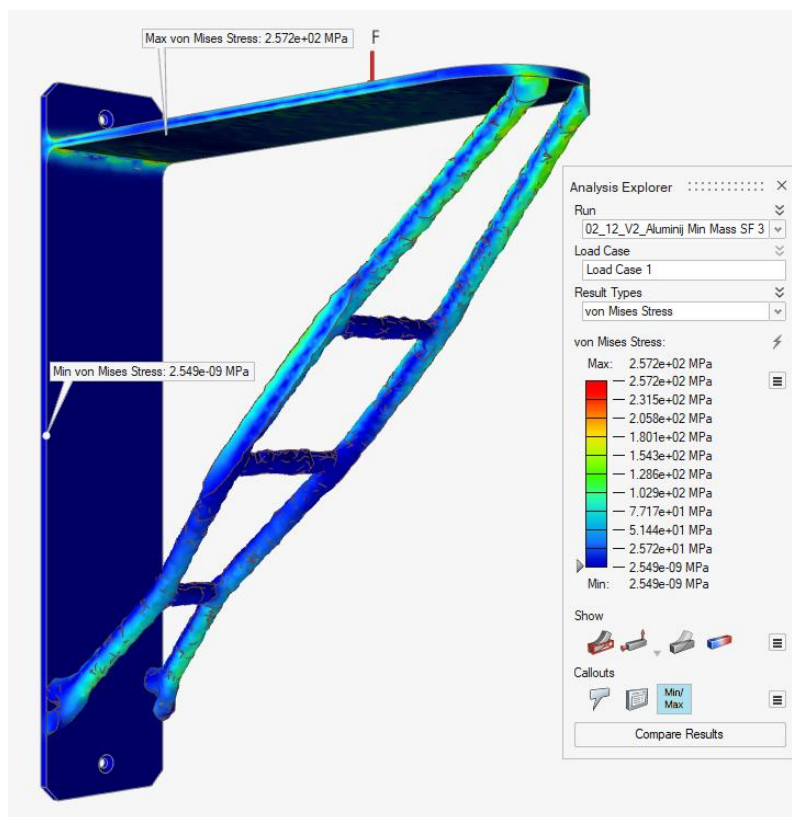 Max von Mises Stress: 2.572e+02 MPa
F
Min von Mises Stress: 2.549e-09 MPa
Analysis Explorer
Run
02_12_V2_Aluminij Min Mass SF 3
Load Case
Load Case 1
Result Types
von Mises Stress
von Mises Stress:
Max: 2.572e+02 MPa
2.572e+02 MPa
2.315e+02 MPa
2.058e+02 MPa
1.801e+02 MPa
1.543e+02 MPa
1.286e+02 MPa
1.029e+02 MPa
7.717e+01 MPa
5.144e+01 MPa
2.572e+01 MPa
2.549e-09 MPa
Min: 2.549e-09 MPa
Show
Callouts
Min/
Max
Compare Results